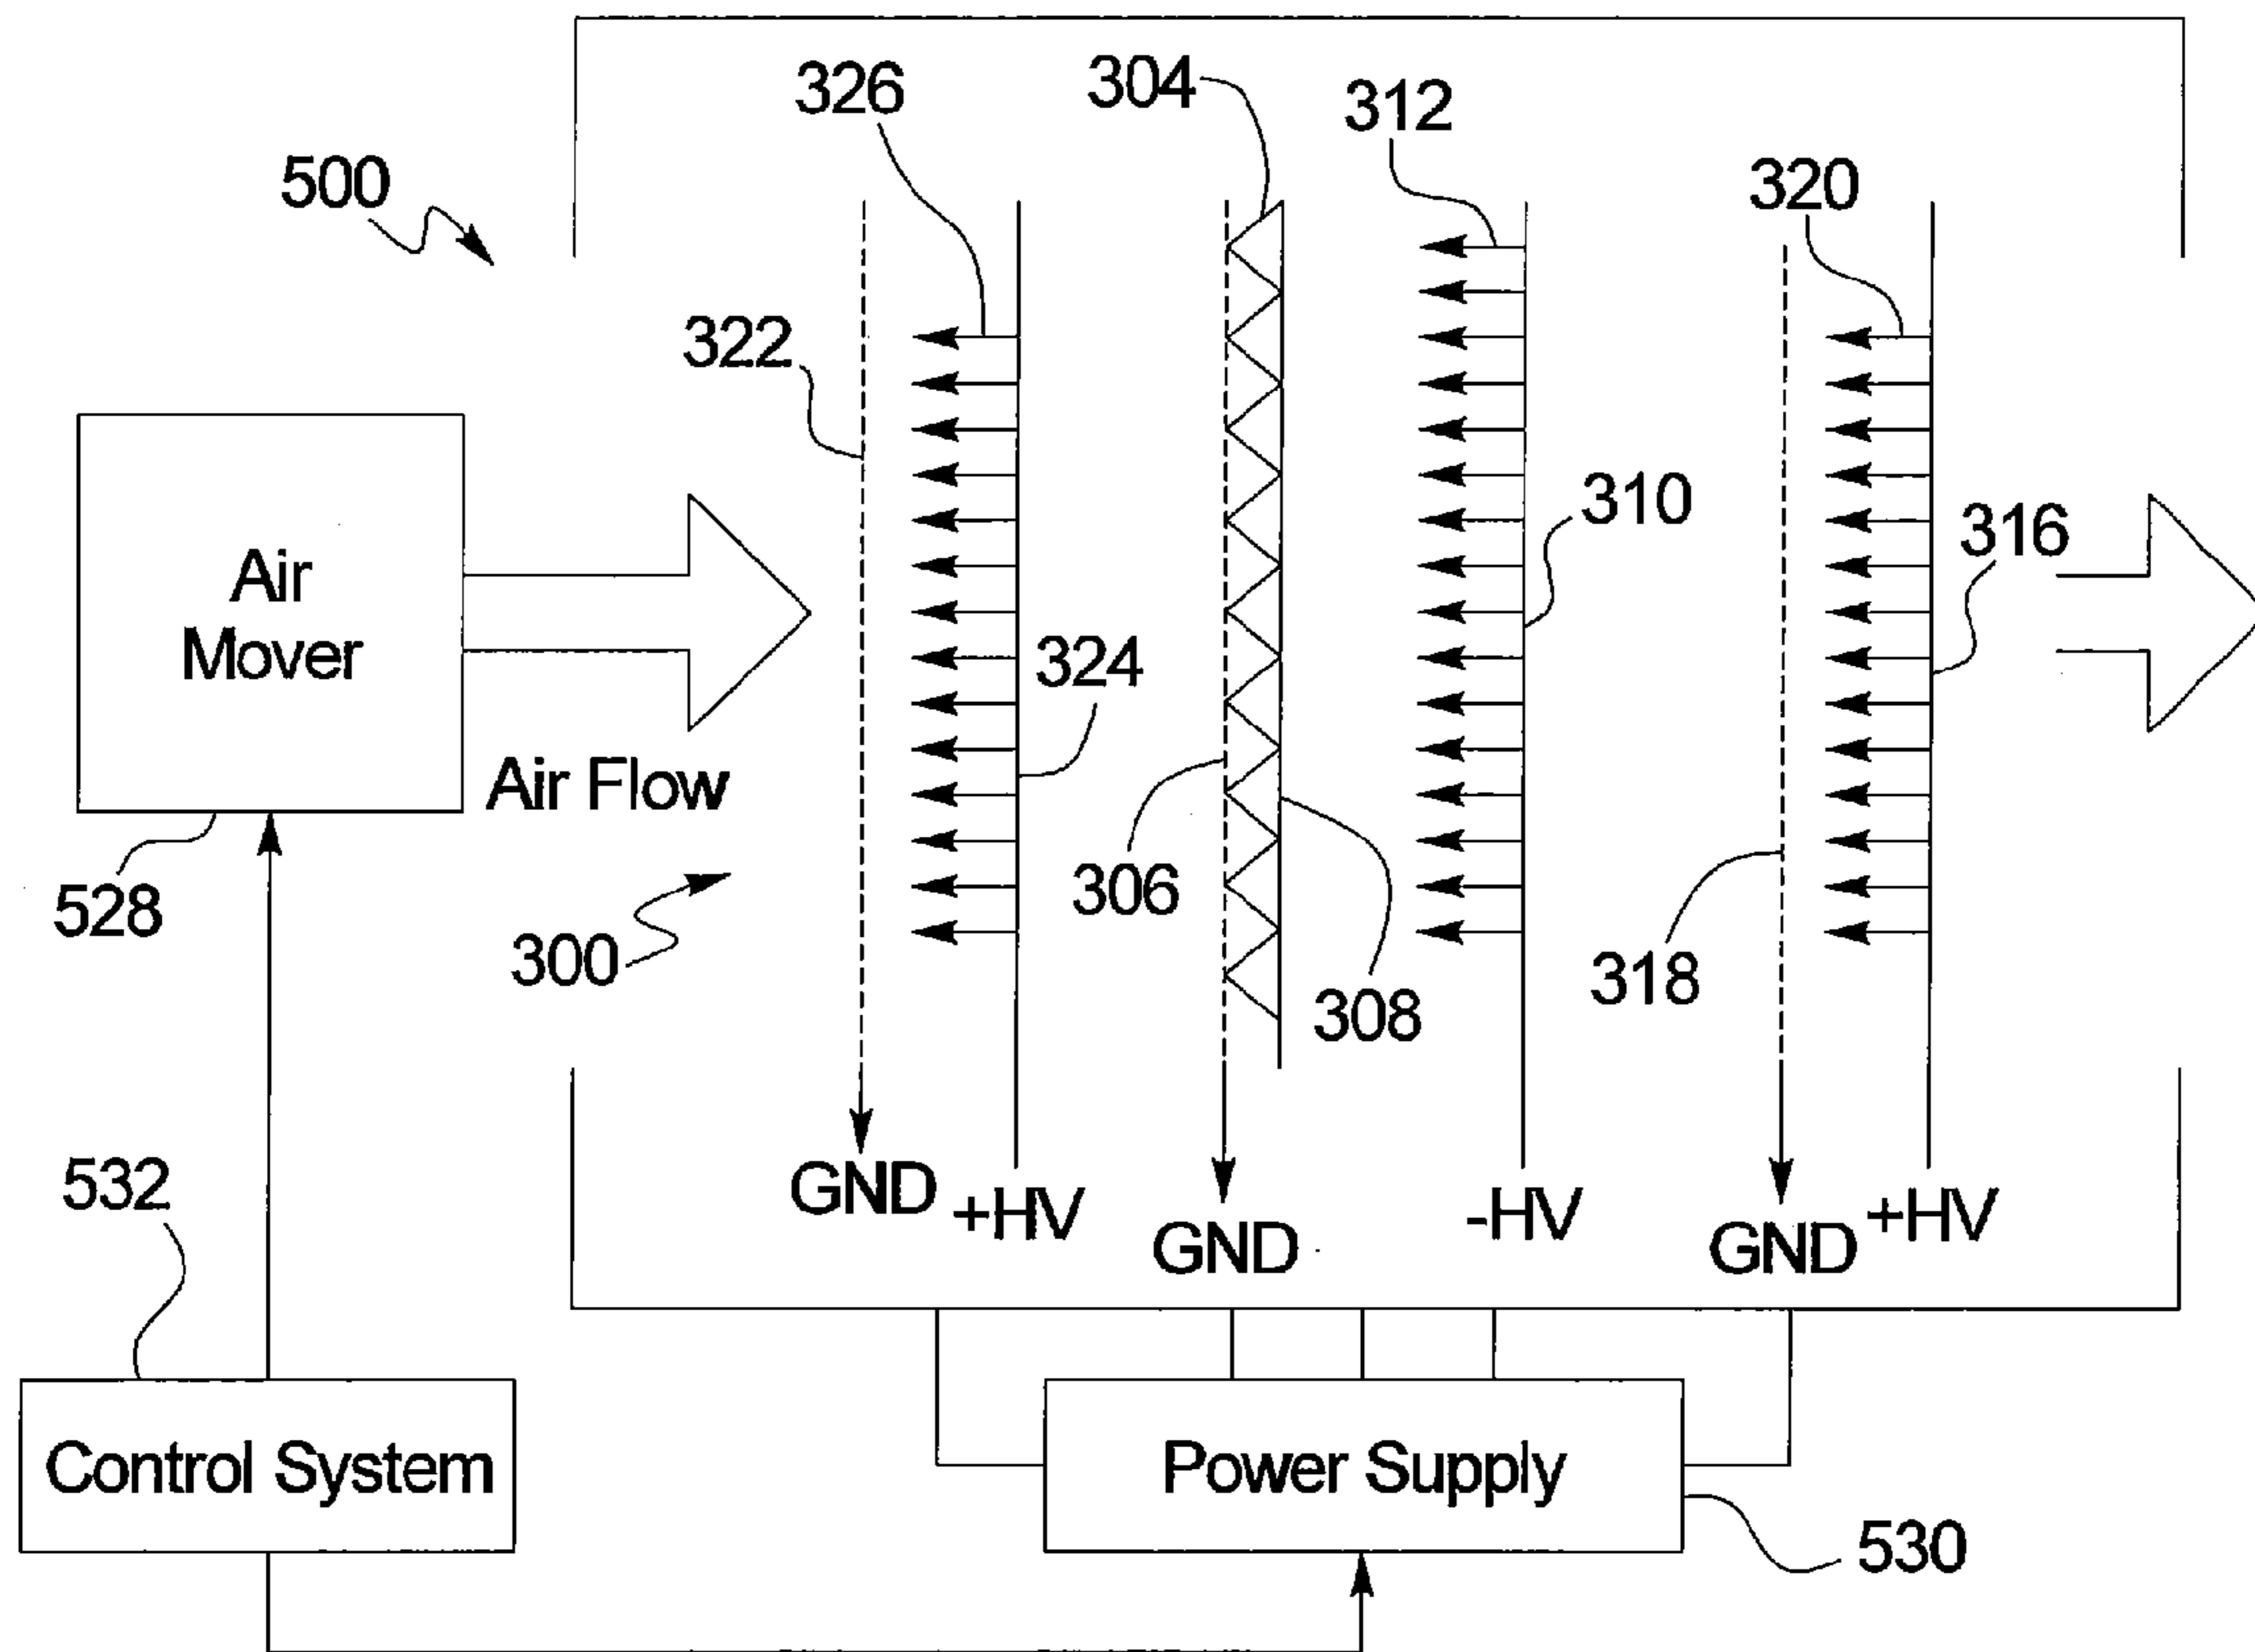 326
304
312
500
320
322
310
316
Air
Mover
324
Air Flow
306
528
300
318
308
532
GND
+HV
GND
-HV
GND
+HV
Control System
Power Supply
530